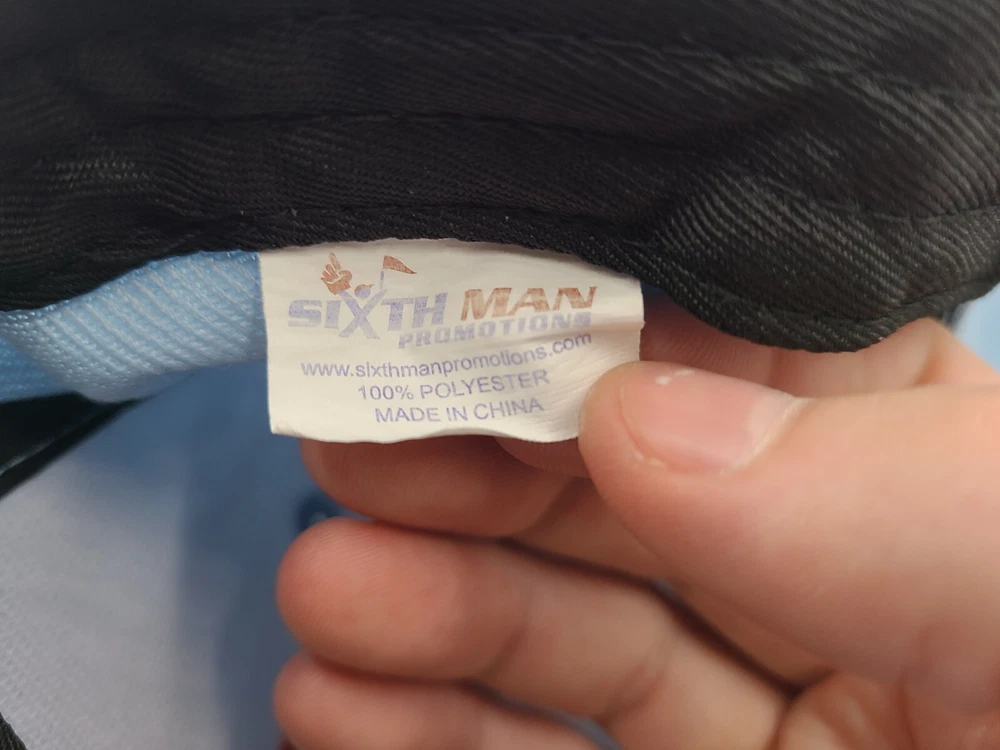 SIXTH MAN
PROMOTIONS
www.sixthmanpromotions.com
100% POLYESTER
MADE IN CHINA